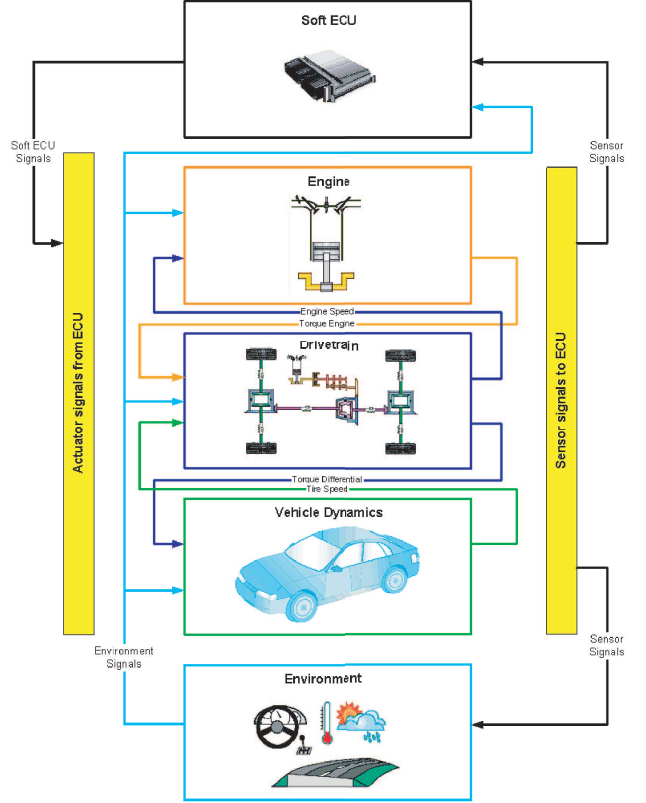 Soft ECU
Soft ECU
Signals
Sensor
Signals
Engine
Engine Speed
Torque Engine
Drivetrain
Actuator signals from ECU
Sensor signals to ECU
Torque Differential
Tire Speed
Vehicle Dynamics
Environment
Signals
Sensor
Signals
Environment